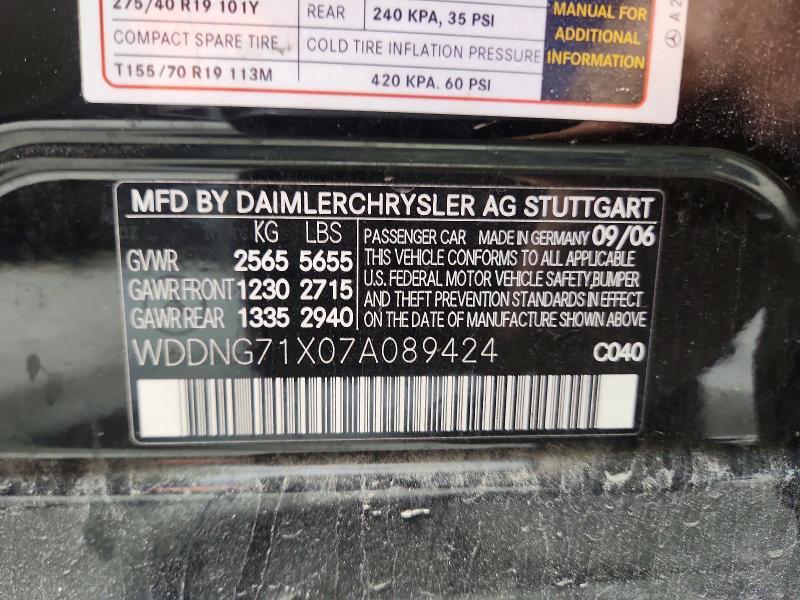 275/40 R19 101Y REAR 240 KPA, 35 PSI
COMPACT SPARE TIRE COLD TIRE INFLATION PRESSURE
T155/70 R19 113M 420 KPA, 60 PSI
MANUAL FOR
ADDITIONAL
INFORMATION
A 2
MFD BY DAIMLERCHRYSLER AG STUTTGART
KG LBS
GVWR 2565 5655
GAWR FRONT 1230 2715
GAWR REAR 1335 2940
PASSENGER CAR MADE IN GERMANY 09/06
THIS VEHICLE CONFORMS TO ALL APPLICABLE
U.S. FEDERAL MOTOR VEHICLE SAFETY, BUMPER
AND THEFT PREVENTION STANDARDS IN EFFECT
ON THE DATE OF MANUFACTURE SHOWN ABOVE
WDDNG71X07A089424 C040